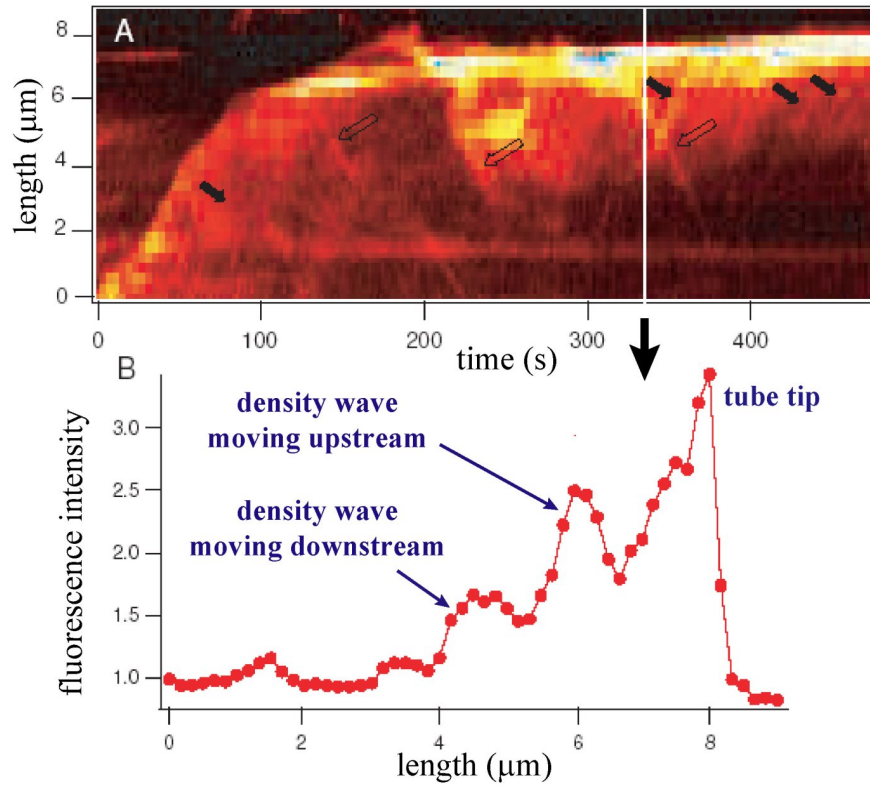 A
8
6
4
2
0
length (μm)
0
100
200
300
400
time (s)
B
density wave
moving upstream
tube tip
density wave
moving downstream
3.0
2.5
2.0
1.5
1.0
fluorescence intensity
0
2
4
6
8
length (μm)